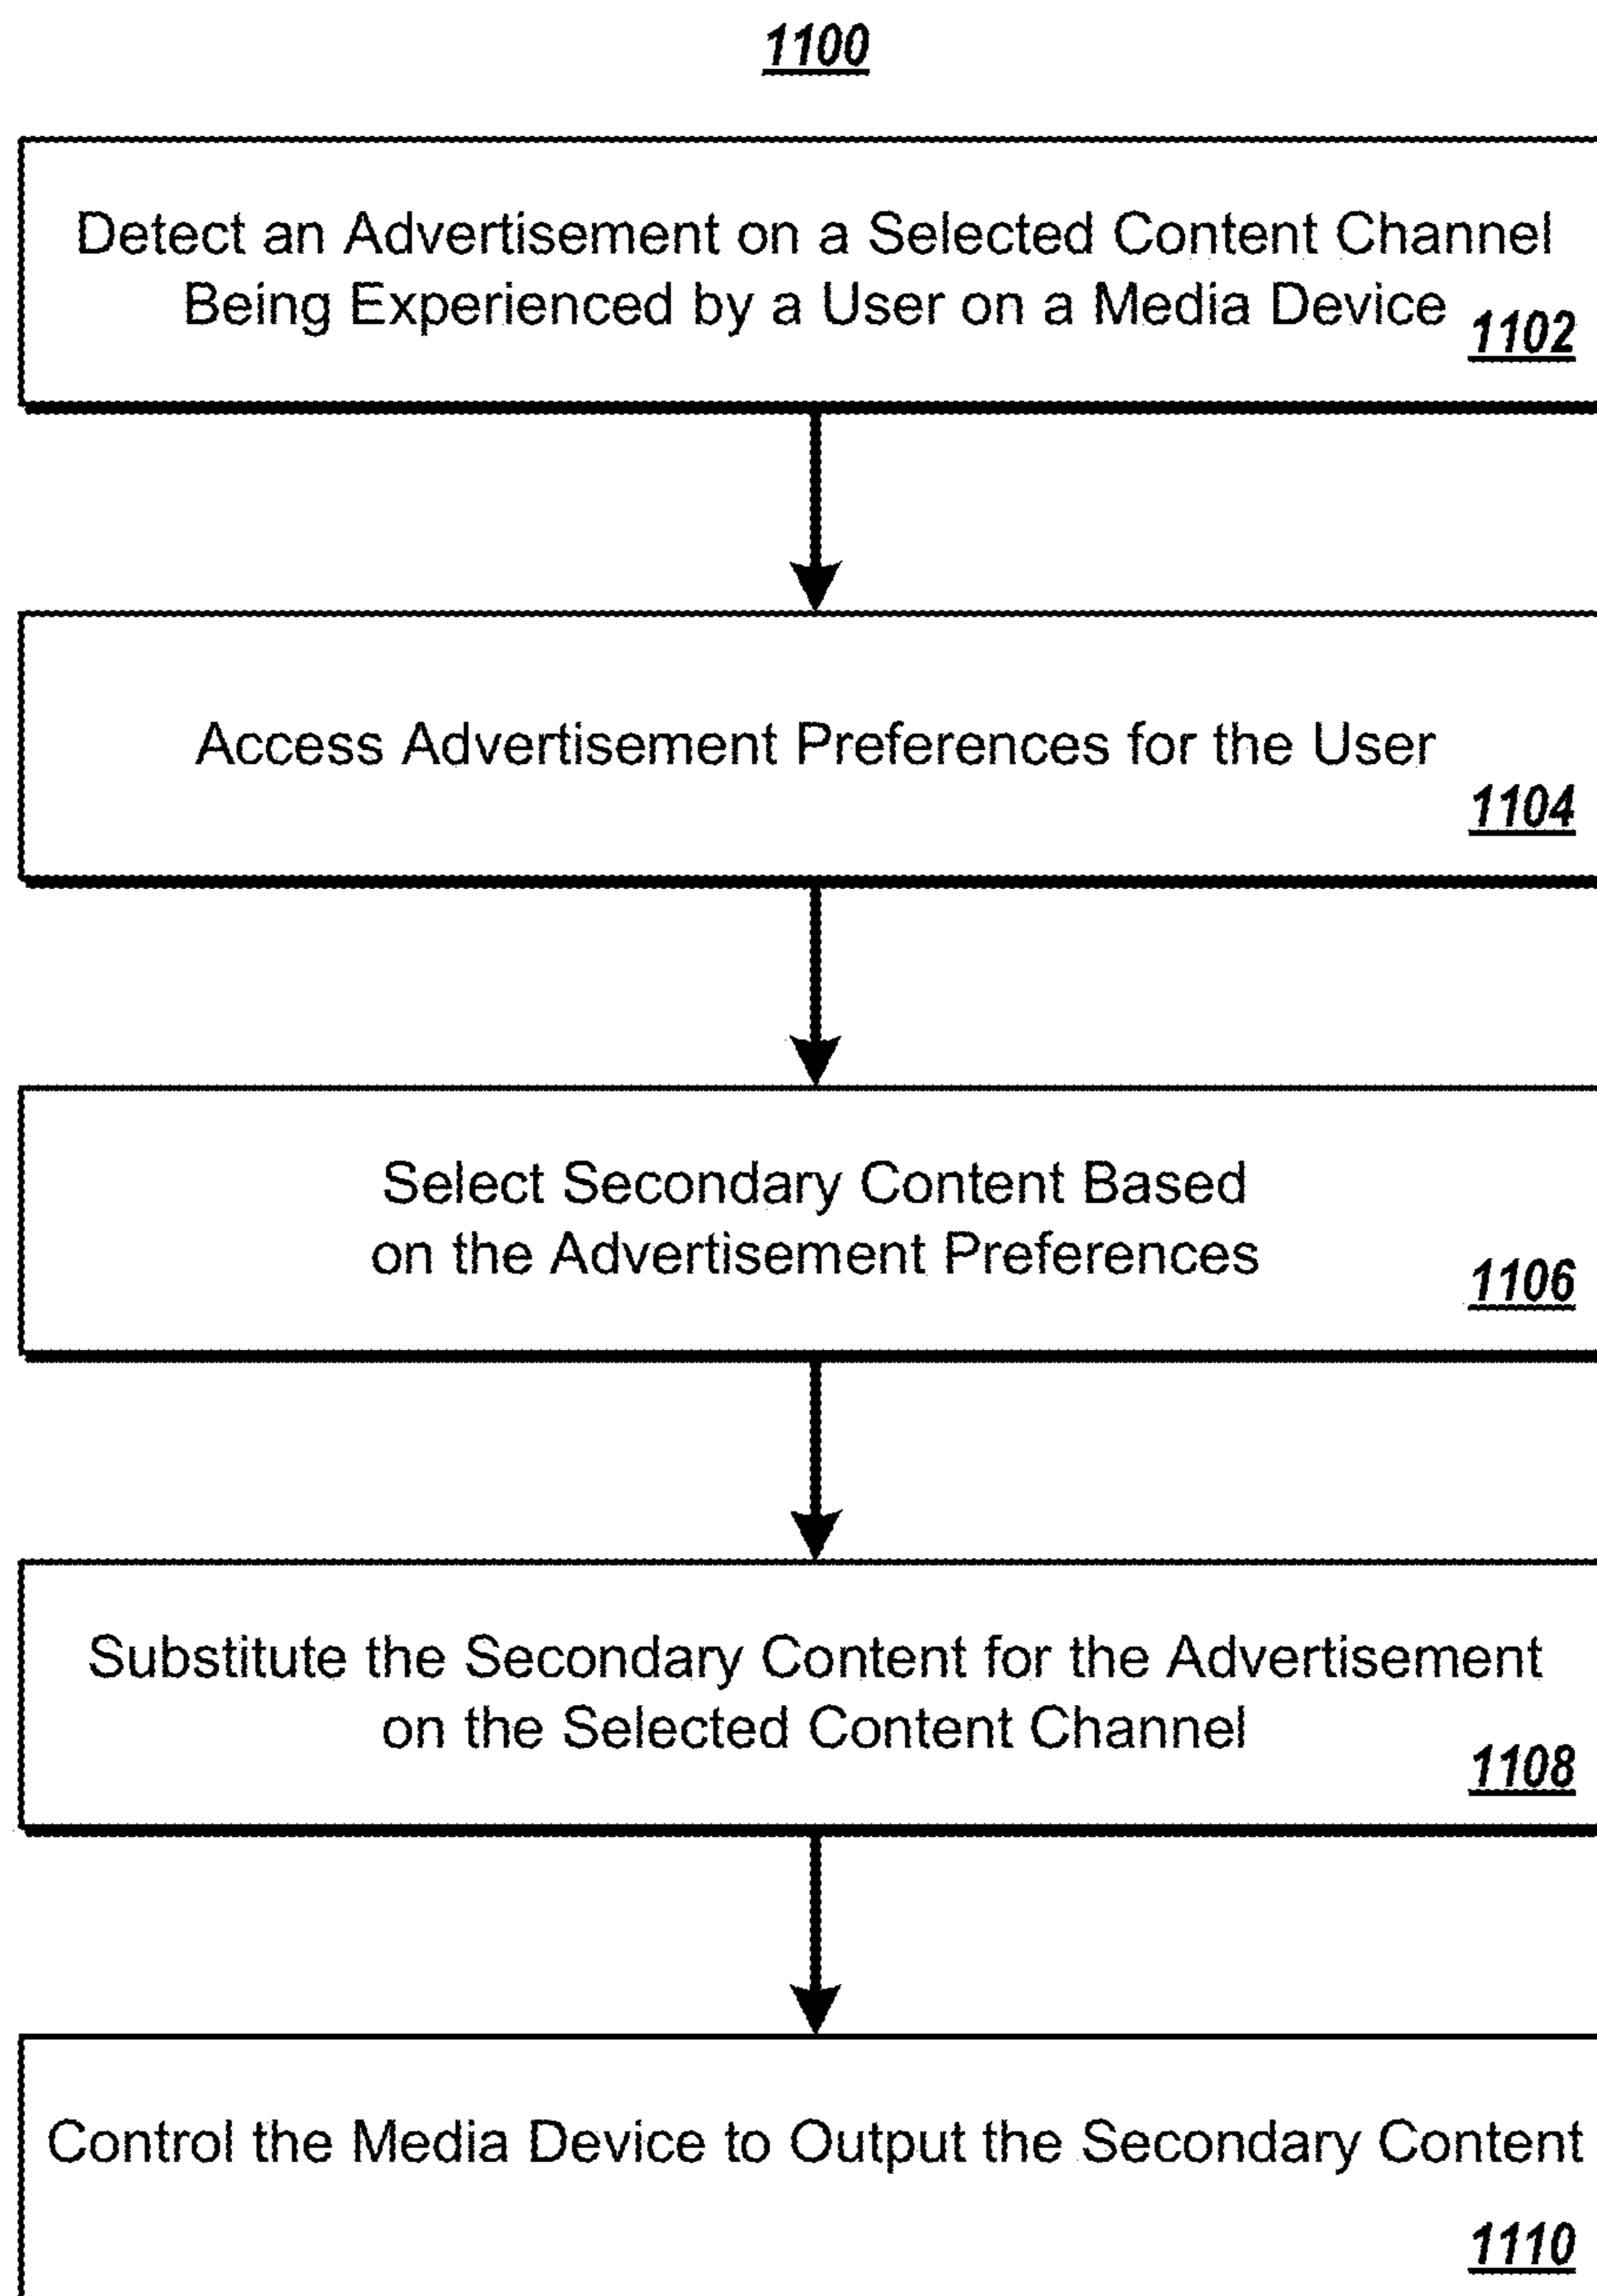 1100
Detect an Advertisement on a Selected Content Channel
Being Experienced by a User on a Media Device
1102
Access Advertisement Preferences for the User
1104
Select Secondary Content Based
on the Advertisement Preferences
1106
Substitute the Secondary Content for the Advertisement
on the Selected Content Channel
1108
Control the Media Device to Output the Secondary Content
1110